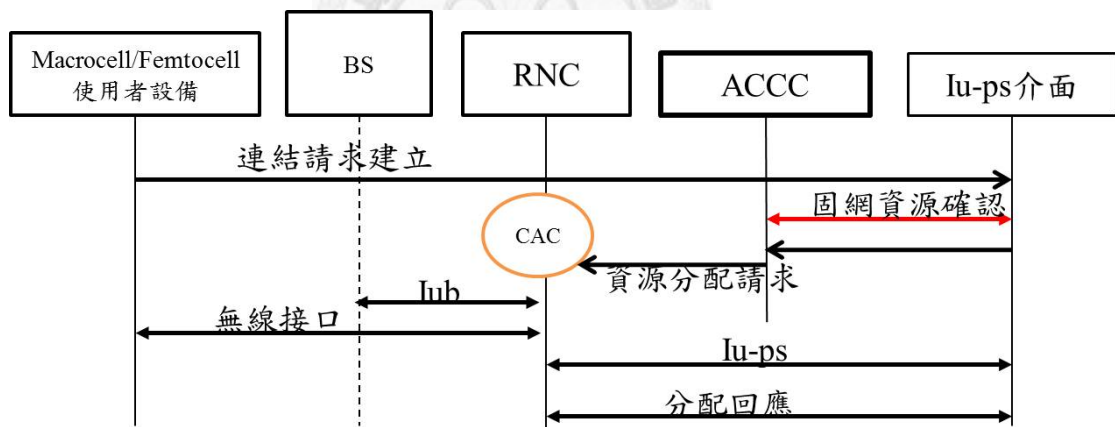 Macrocell/Femtocell
使用者設備
BS
RNC
ACCC
Iu-ps介面
連結請求建立
固網資源確認
CAC
資源分配請求
Iub
無線接口
Iu-ps
分配回應